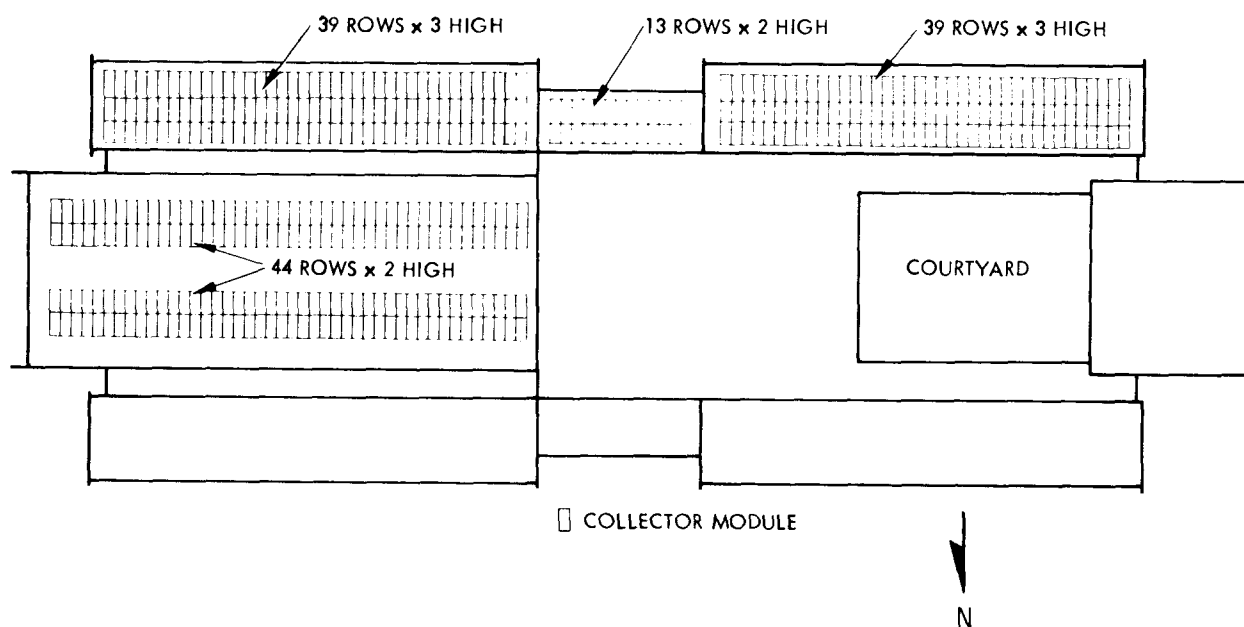 39 ROWS x 3 HIGH
13 ROWS x 2 HIGH
39 ROWS x 3 HIGH
44 ROWS x 2 HIGH
COURTYARD
COLLECTOR MODULE
N